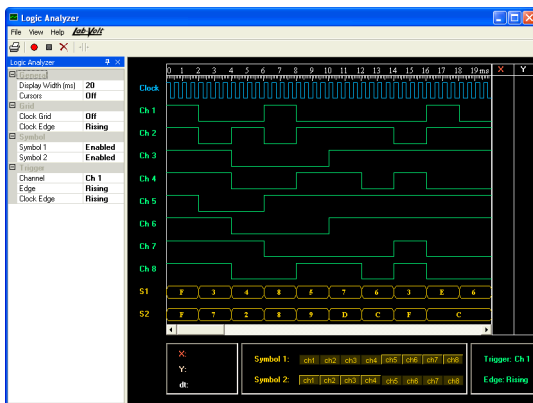 Logic Analyzer
File View Help Lab-Volt
Logic Analyzer
General
Display Width (ms) 20
Cursors Off
Grid
Clock Grid Off
Clock Edge Rising
Symbol
Symbol 1 Enabled
Symbol 2 Enabled
Trigger
Channel Ch 1
Edge Rising
Clock Edge Rising
0 1 2 3 4 5 6 7 8 9 10 11 12 13 14 15 16 17 18 19 ms X Y
Clock
Ch 1
Ch 2
Ch 3
Ch 4
Ch 5
Ch 6
Ch 7
Ch 8
S1 F 3 4 8 5 7 6 3 E 6
S2 F 7 2 8 9 D C F C
X:
Y:
dt:
Symbol 1: ch1 ch2 ch3 ch4 ch5 ch6 ch7 ch8
Symbol 2: ch1 ch2 ch3 ch4 ch5 ch6 ch7 ch8
Trigger: Ch 1
Edge: Rising